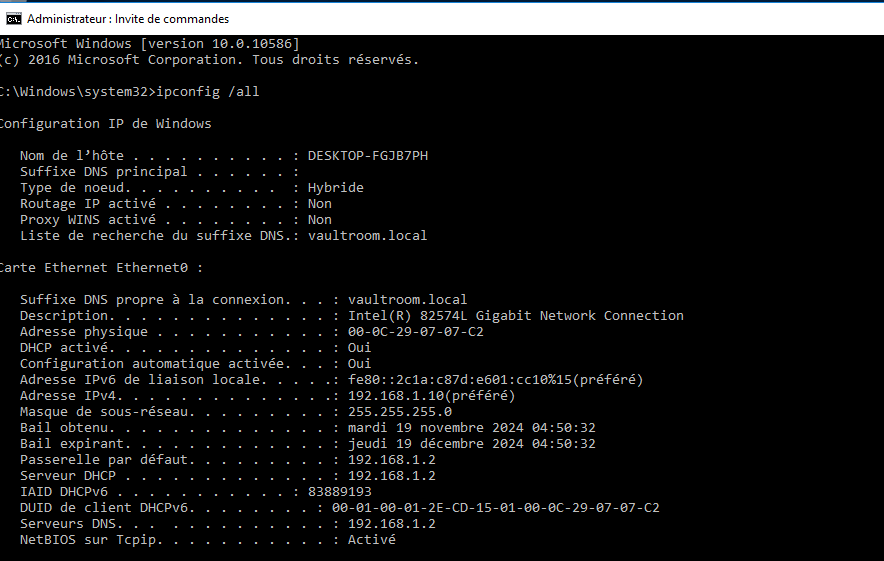 Administrateur : Invite de commandes
Microsoft Windows [version 10.0.10586]
(c) 2016 Microsoft Corporation. Tous droits réservés.
C:\Windows\system32>ipconfig /all
Configuration IP de Windows
Nom de l’hôte . . . . . . . . . . : DESKTOP-FGJB7PH
Suffixe DNS principal . . . . . . :
Type de noeud. . . . . . . . . .  : Hybride
Routage IP activé . . . . . . . . : Non
Proxy WINS activé . . . . . . . . : Non
Liste de recherche du suffixe DNS.: vaultroom.local
Carte Ethernet Ethernet0 :
Suffixe DNS propre à la connexion. . . : vaultroom.local
Description. . . . . . . . . . . . . . : Intel(R) 82574L Gigabit Network Connection
Adresse physique . . . . . . . . . . . : 00-0C-29-07-07-C2
DHCP activé. . . . . . . . . . . . . . : Oui
Configuration automatique activée. . . : Oui
Adresse IPv6 de liaison locale. . . . .: fe80::2c1a:c87d:e601:cc10%15(préféré)
Adresse IPv4. . . . . . . . . . . . . .: 192.168.1.10(préféré)
Masque de sous-réseau. . . . . . . . . : 255.255.255.0
Bail obtenu. . . . . . . . . . . . . . : mardi 19 novembre 2024 04:50:32
Bail expirant. . . . . . . . . . . . . : jeudi 19 décembre 2024 04:50:32
Passerelle par défaut. . . . . . . . . : 192.168.1.2
Serveur DHCP . . . . . . . . . . . . . : 192.168.1.2
IAID DHCPv6 . . . . . . . . . . . : 83889193
DUID de client DHCPv6. . . . . . . . : 00-01-00-01-2E-CD-15-01-00-0C-29-07-07-C2
Serveurs DNS. . .  . . . . . . . . . . : 192.168.1.2
NetBIOS sur Tcpip. . . . . . . . . . . : Activé